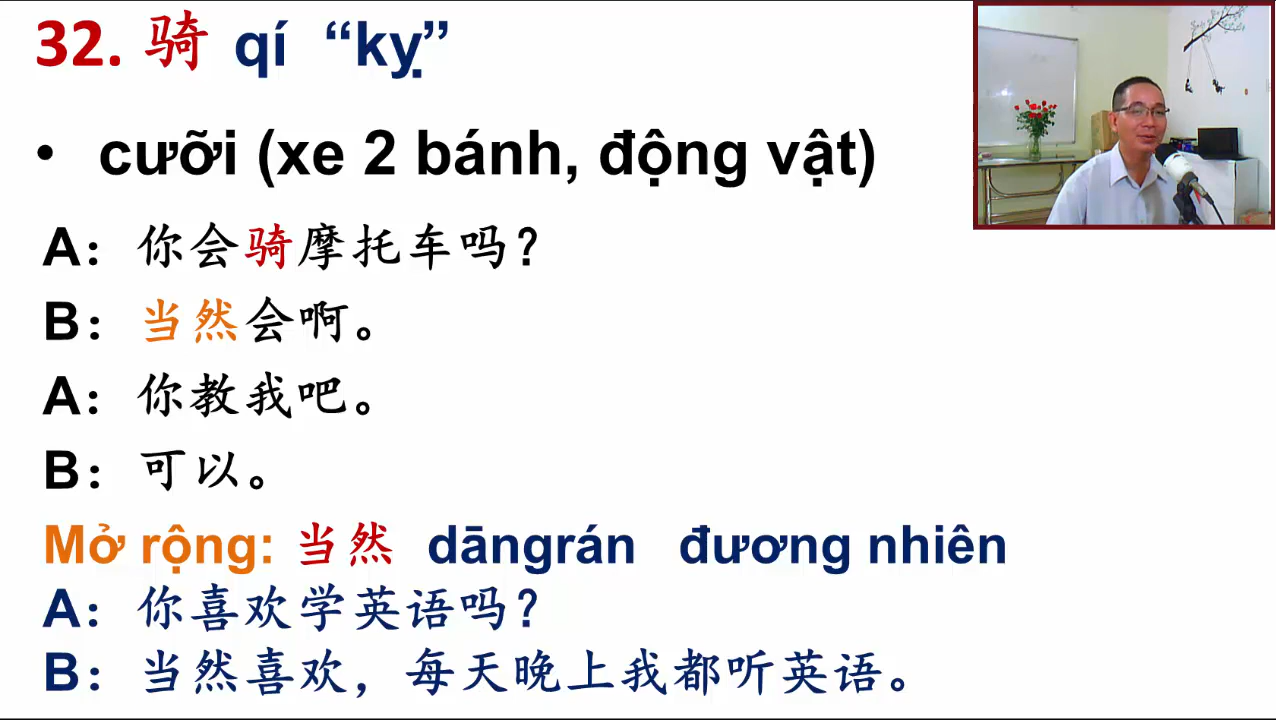 32. 骑 qí “kỵ”
• cưỡi (xe 2 bánh, động vật)
A：你会骑摩托车吗？
B：当然会啊。
A：你教我吧。
B：可以。
Mở rộng: 当然 dāngrán đương nhiên
A：你喜欢学英语吗？
B：当然喜欢，每天晚上我都听英语。